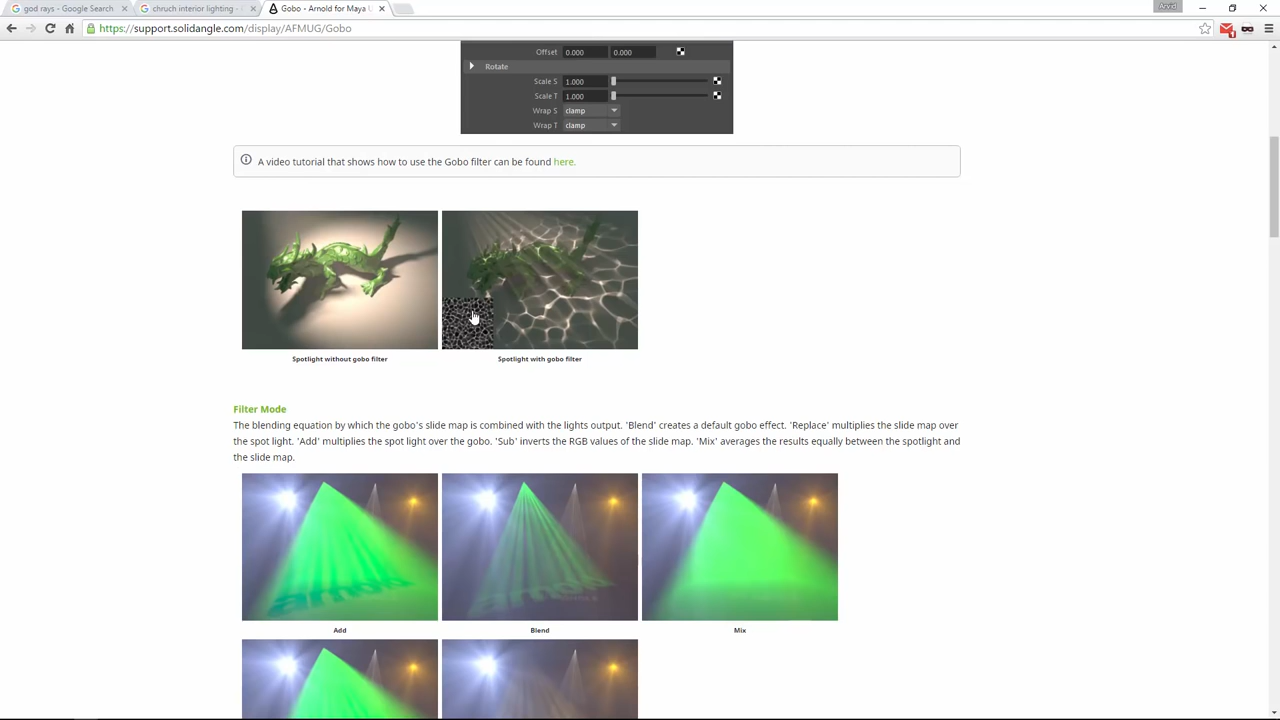 god rays - Google Search
chruch interior lighting -
Gobo - Arnold for Maya U
Arvid
https://support.solidangle.com/display/AFMUG/Gobo
Offset 0.000 0.000
Rotate
Scale S 1.000
Scale T 1.000
Wrap S clamp
Wrap T clamp
A video tutorial that shows how to use the Gobo filter can be found here.
Spotlight without gobo filter
Spotlight with gobo filter
Filter Mode
The blending equation by which the gobo's slide map is combined with the lights output. 'Blend' creates a default gobo effect. 'Replace' multiplies the slide map over
the spot light. 'Add' multiplies the spot light over the gobo. 'Sub' inverts the RGB values of the slide map. 'Mix' averages the results equally between the spotlight and
the slide map.
arnold
arnold
Add
Blend
Mix